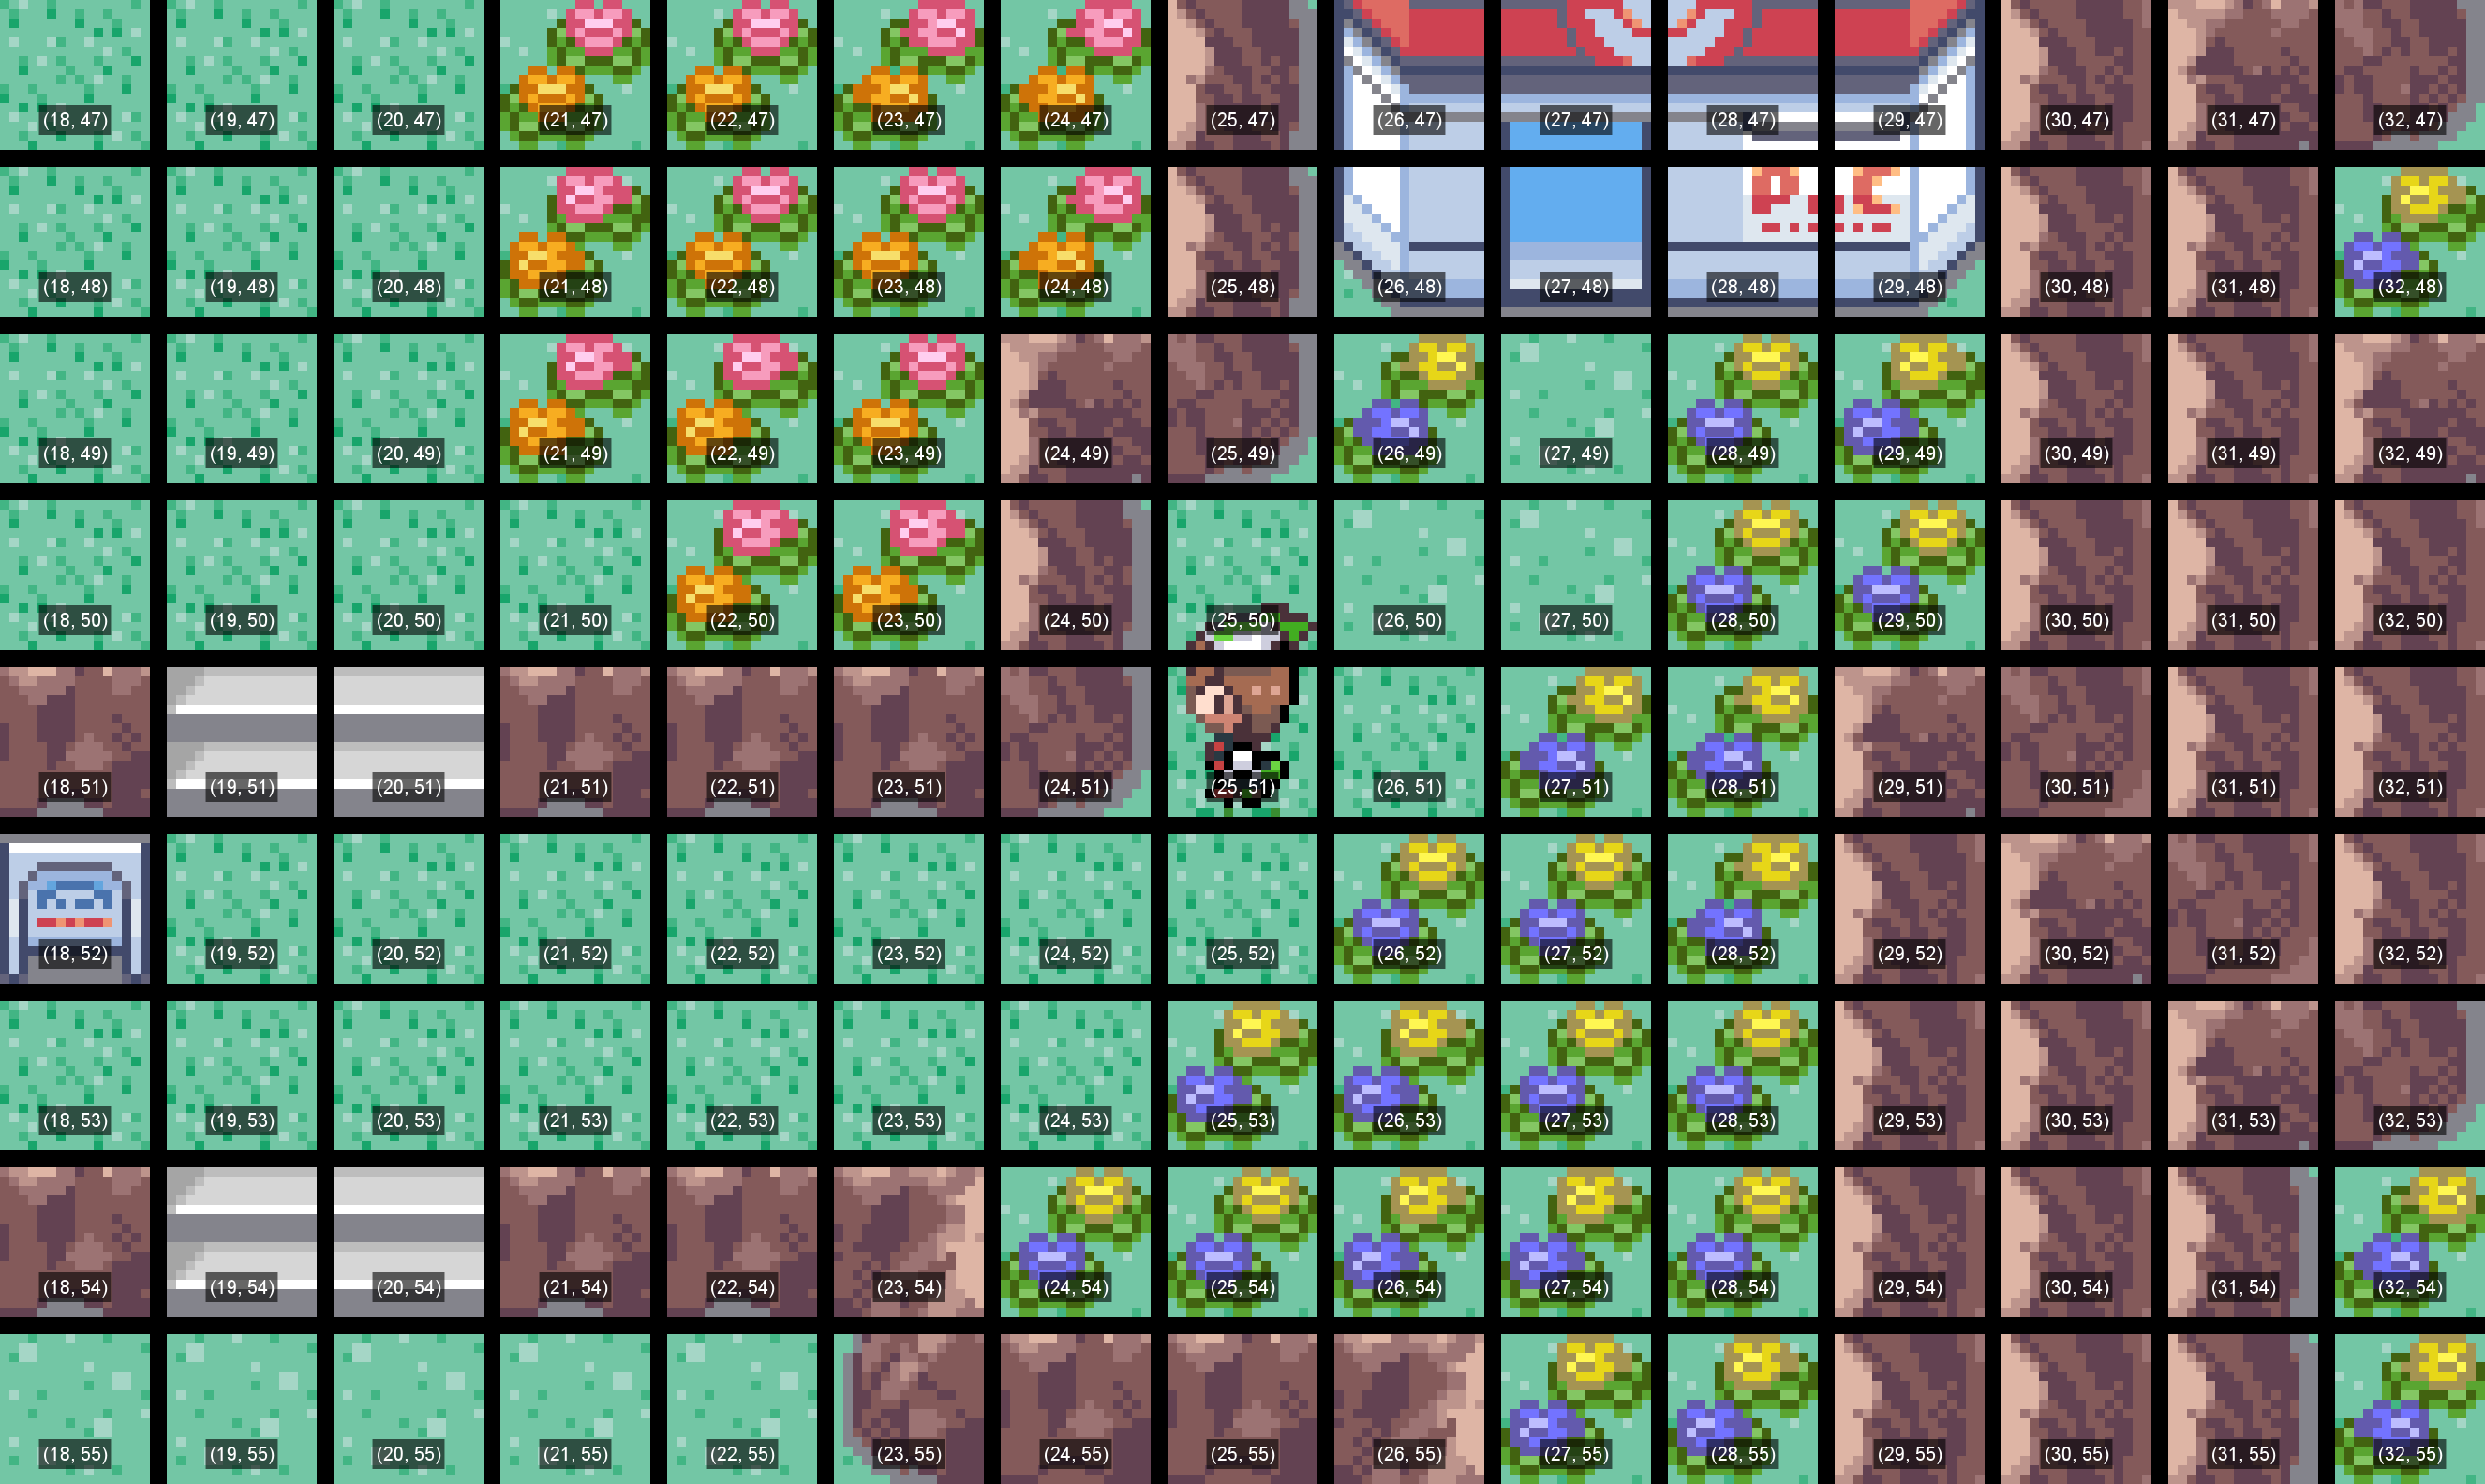 (18, 47) (19, 47) (20, 47) (21, 47) (22, 47) (23, 47) (24, 47) (25, 47) (26, 47) (27, 47) (28, 47) (29, 47) (30, 47) (31, 47) (32, 47)
P.C
(18, 48) (19, 48) (20, 48) (21, 48) (22, 48) (23, 48) (24, 48) (25, 48) (26, 48) (27, 48) (28, 48) (29, 48) (30, 48) (31, 48) (32, 48)
(18, 49) (19, 49) (20, 49) (21, 49) (22, 49) (23, 49) (24, 49) (25, 49) (26, 49) (27, 49) (28, 49) (29, 49) (30, 49) (31, 49) (32, 49)
(18, 50) (19, 50) (20, 50) (21, 50) (22, 50) (23, 50) (24, 50) (25, 50) (26, 50) (27, 50) (28, 50) (29, 50) (30, 50) (31, 50) (32, 50)
(18, 51) (19, 51) (20, 51) (21, 51) (22, 51) (23, 51) (24, 51) (25, 51) (26, 51) (27, 51) (28, 51) (29, 51) (30, 51) (31, 51) (32, 51)
(18, 52) (19, 52) (20, 52) (21, 52) (22, 52) (23, 52) (24, 52) (25, 52) (26, 52) (27, 52) (28, 52) (29, 52) (30, 52) (31, 52) (32, 52)
(18, 53) (19, 53) (20, 53) (21, 53) (22, 53) (23, 53) (24, 53) (25, 53) (26, 53) (27, 53) (28, 53) (29, 53) (30, 53) (31, 53) (32, 53)
(18, 54) (19, 54) (20, 54) (21, 54) (22, 54) (23, 54) (24, 54) (25, 54) (26, 54) (27, 54) (28, 54) (29, 54) (30, 54) (31, 54) (32, 54)
(18, 55) (19, 55) (20, 55) (21, 55) (22, 55) (23, 55) (24, 55) (25, 55) (26, 55) (27, 55) (28, 55) (29, 55) (30, 55) (31, 55) (32, 55)